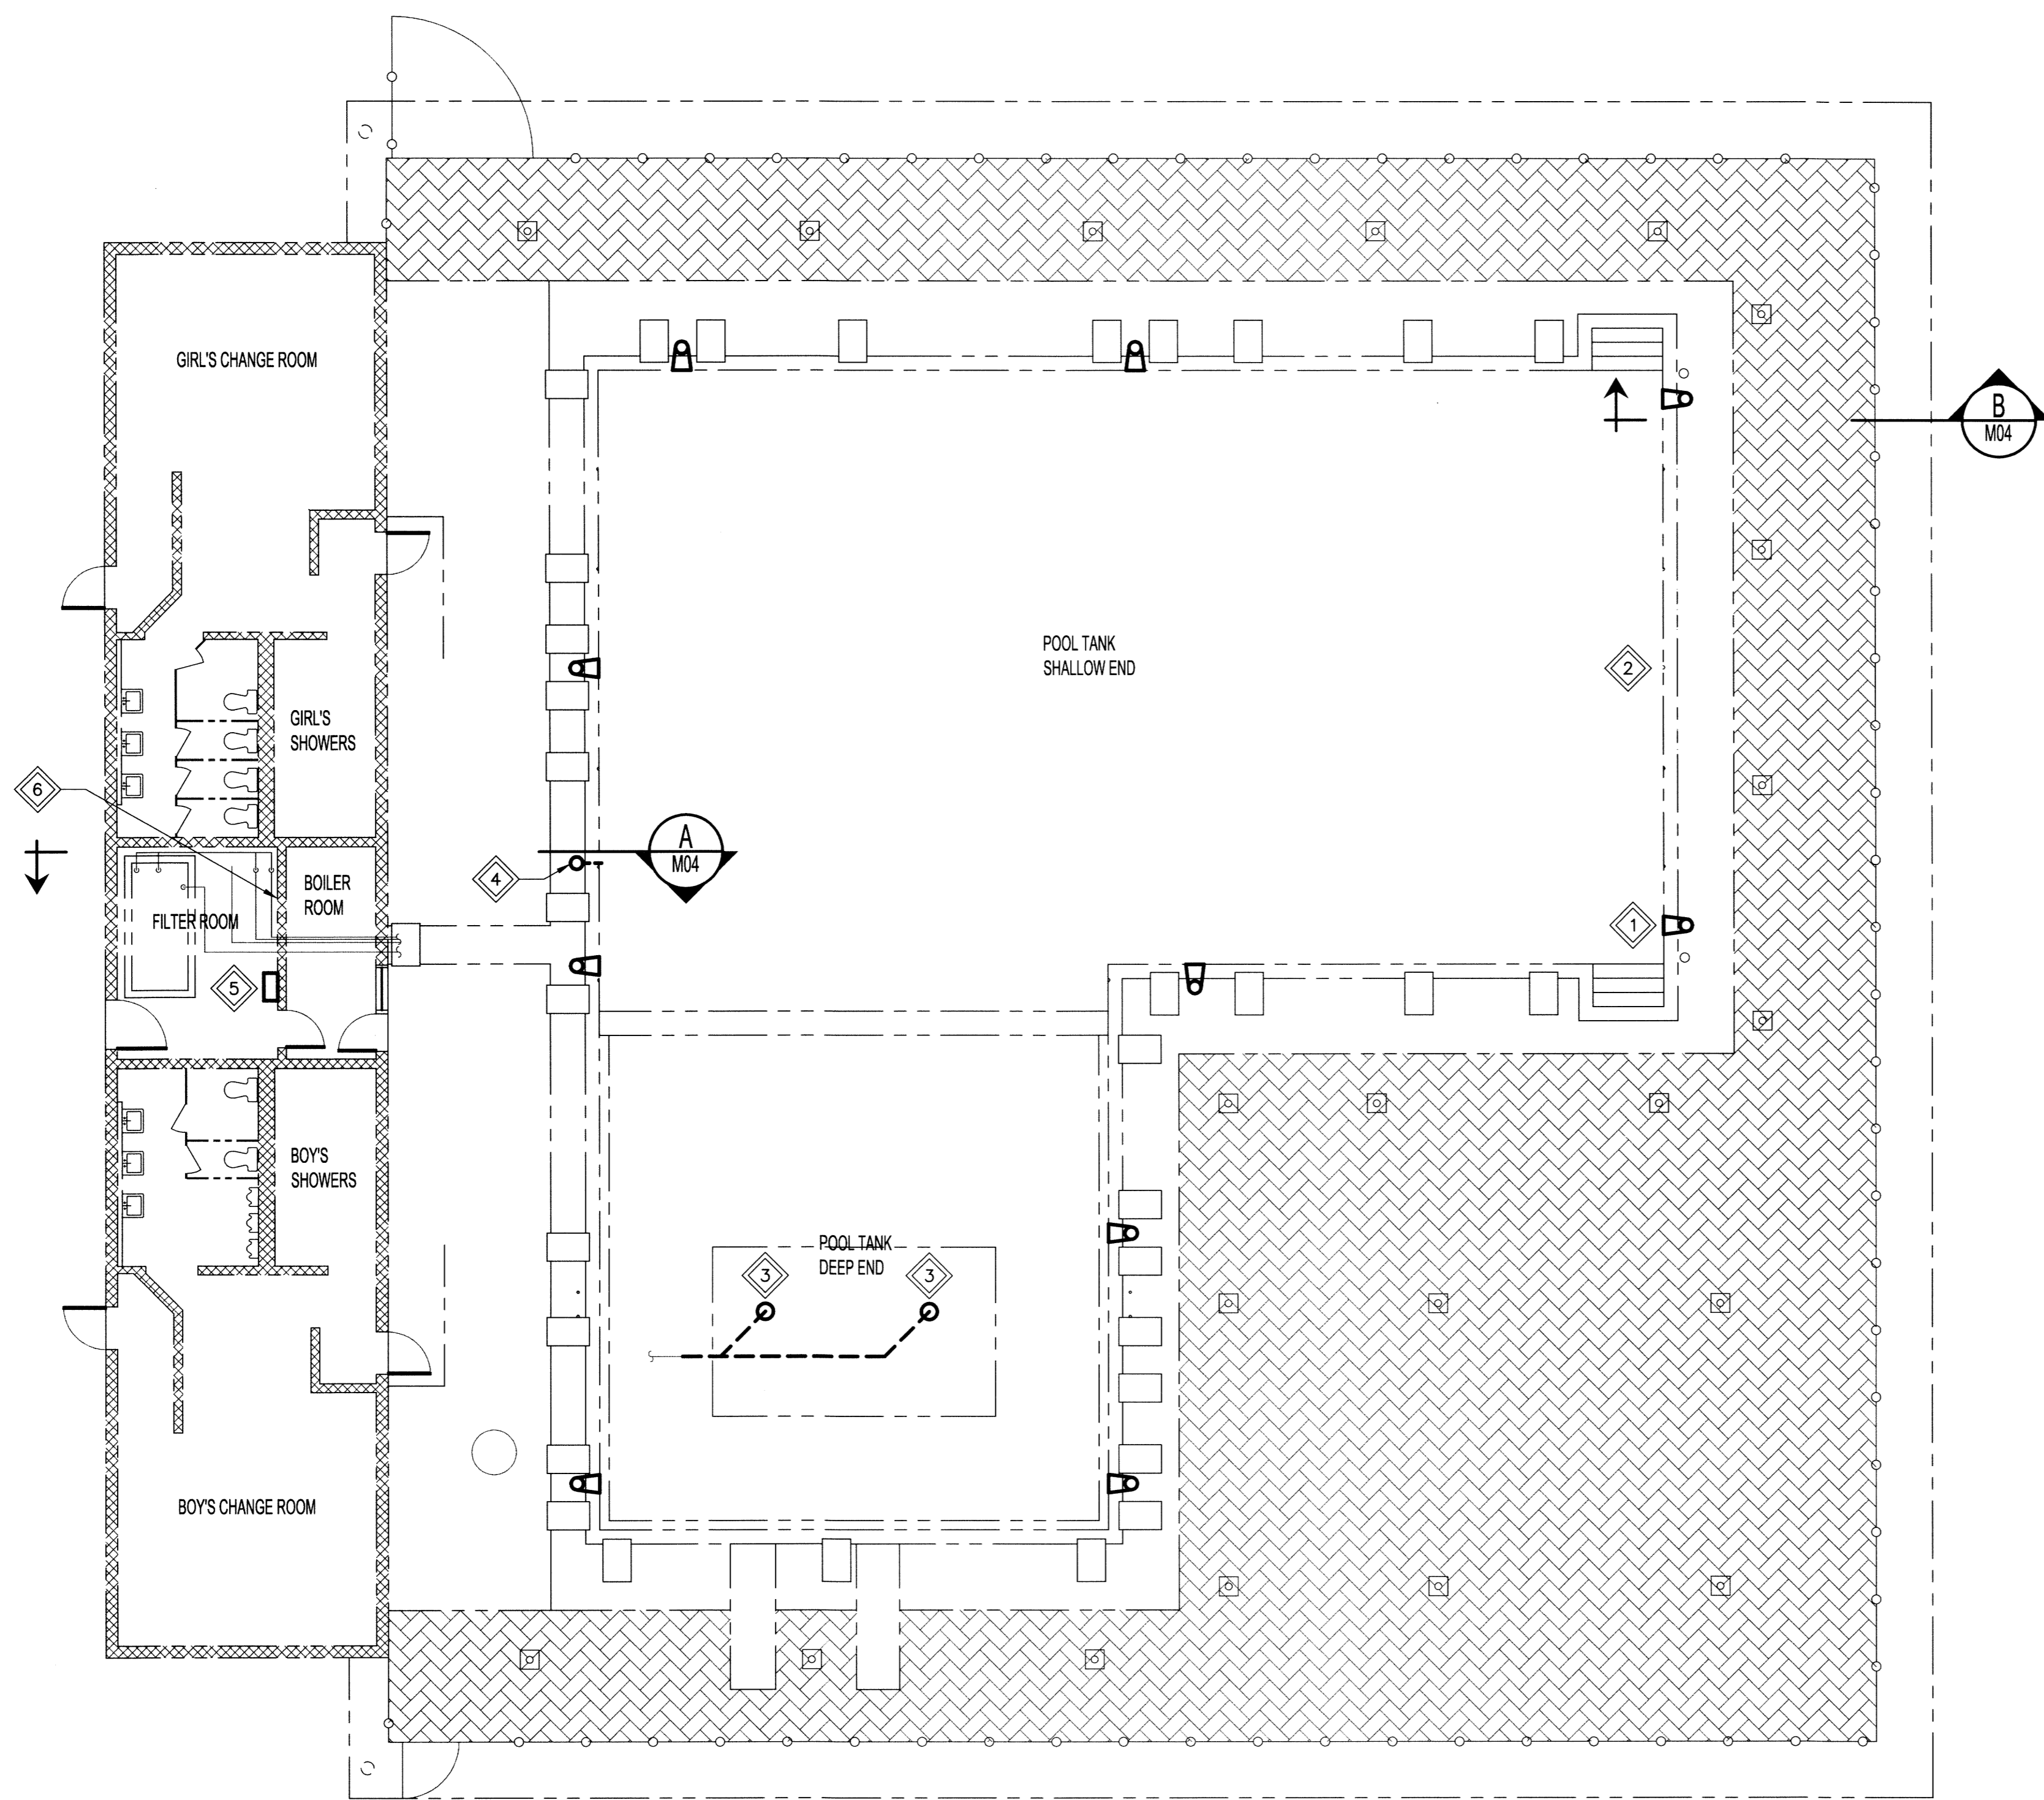 GIRL'S CHANGE ROOM
B
M04
POOL TANK
SHALLOW END
2
GIRL'S
SHOWERS
6
A
M04
4
BOILER
ROOM
FILTER ROOM
1
5
BOY'S
SHOWERS
POOL TANK
DEEP END
3
3
BOY'S CHANGE ROOM